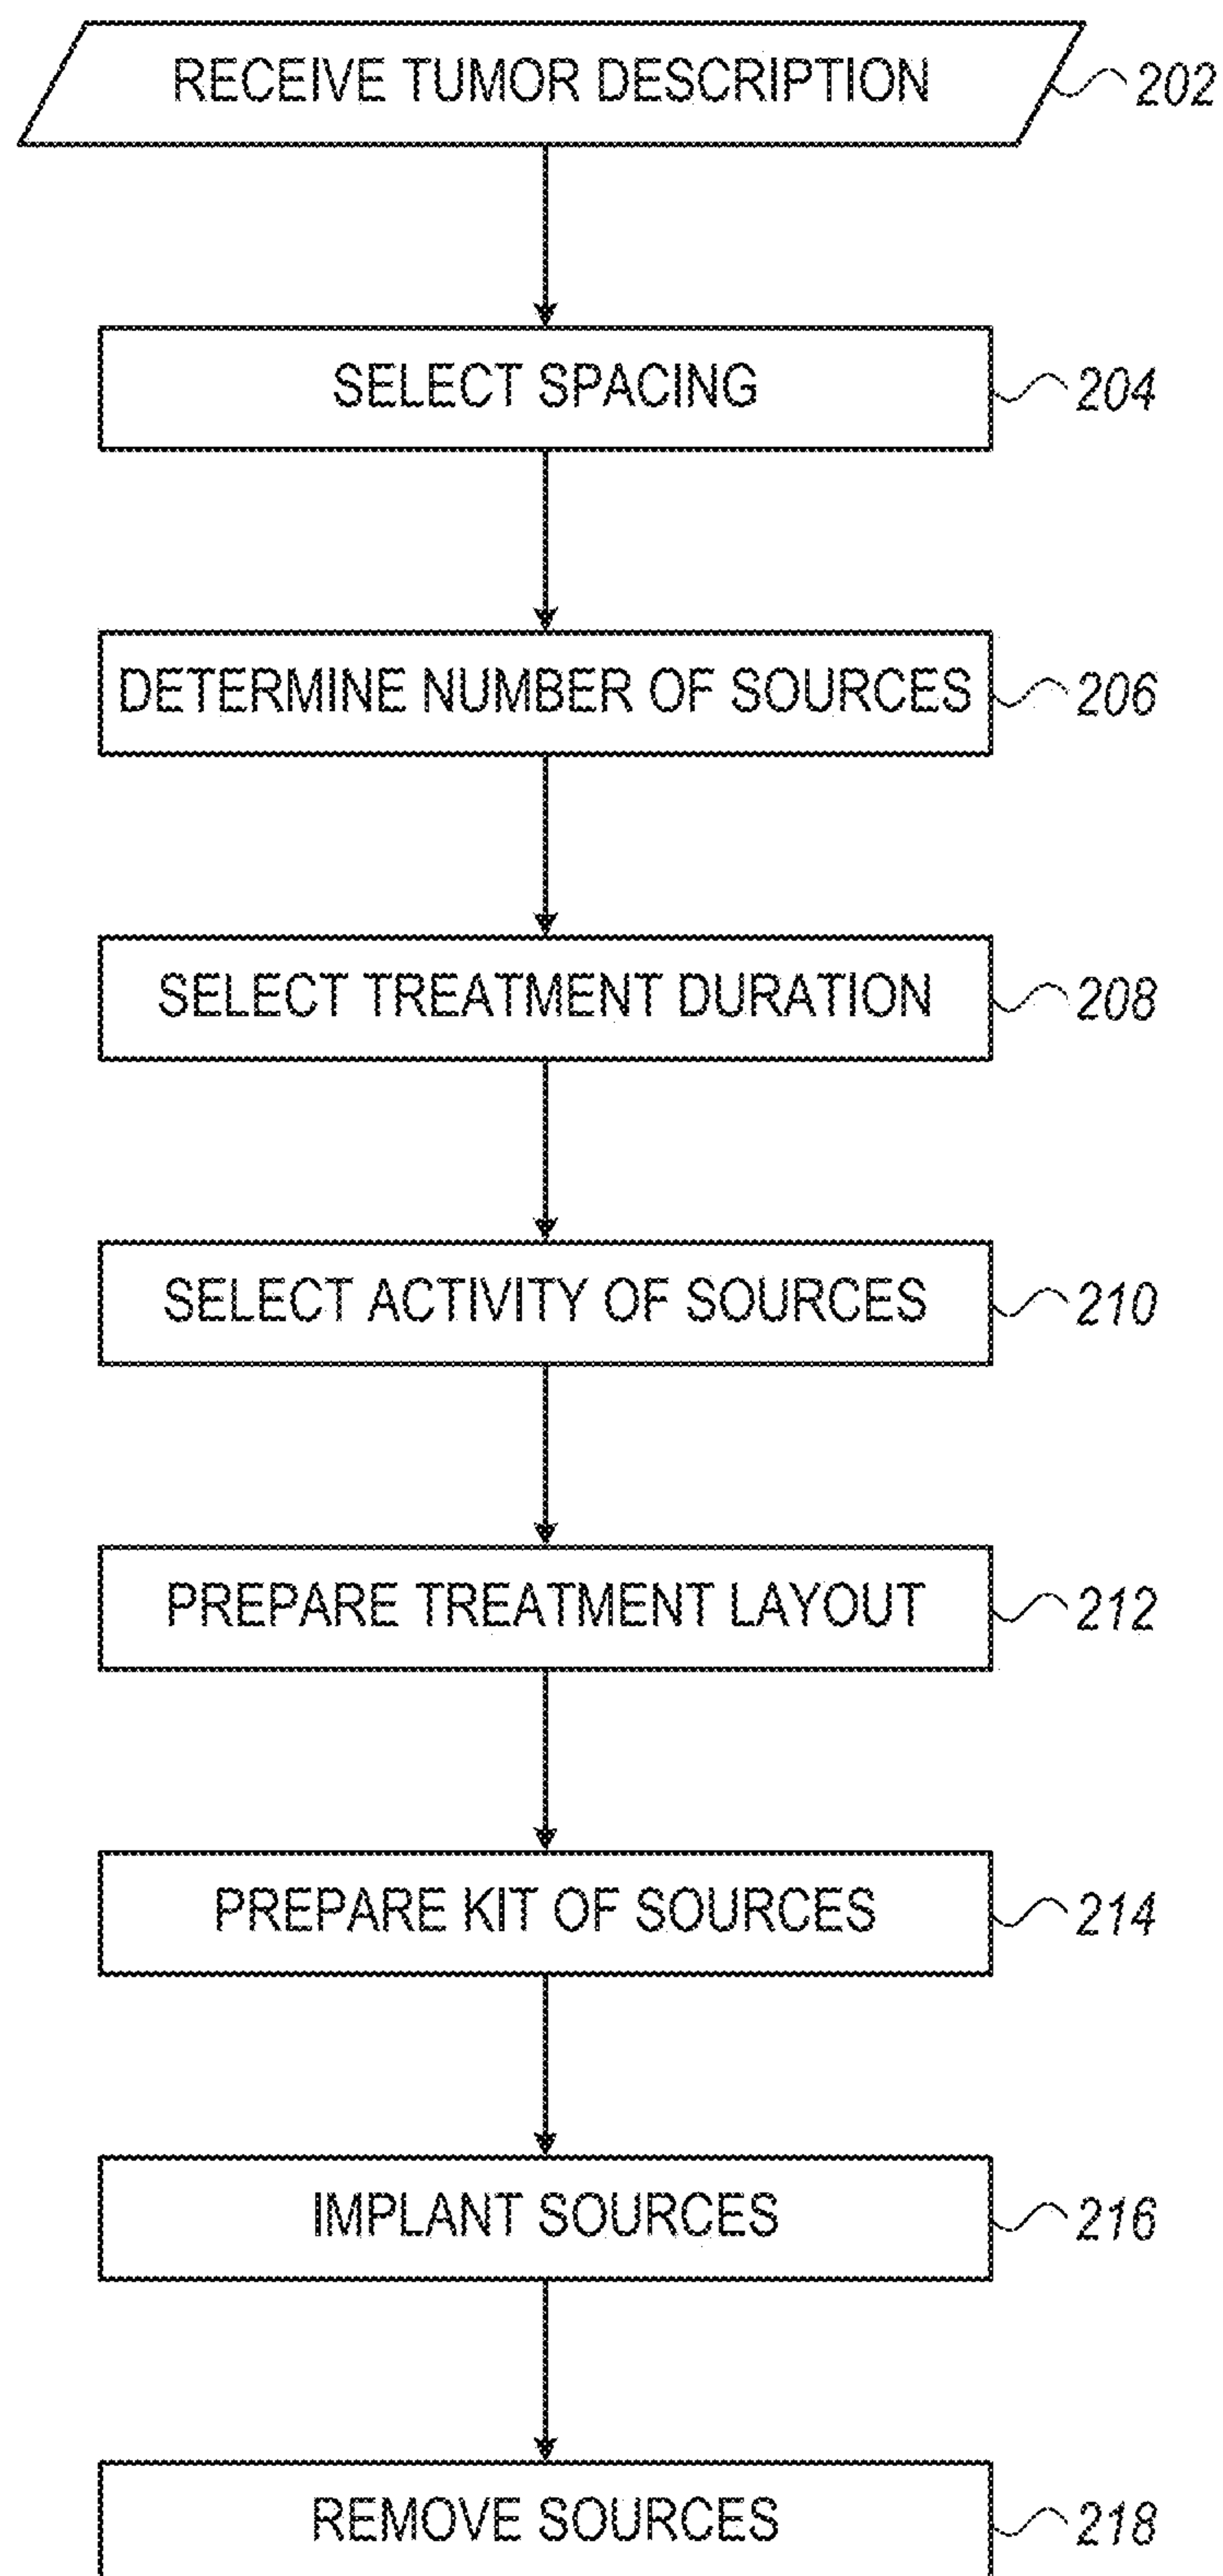 RECEIVE TUMOR DESCRIPTION 202
SELECT SPACING 204
DETERMINE NUMBER OF SOURCES 206
SELECT TREATMENT DURATION 208
SELECT ACTIVITY OF SOURCES 210
PREPARE TREATMENT LAYOUT 212
PREPARE KIT OF SOURCES 214
IMPLANT SOURCES 216
REMOVE SOURCES 218